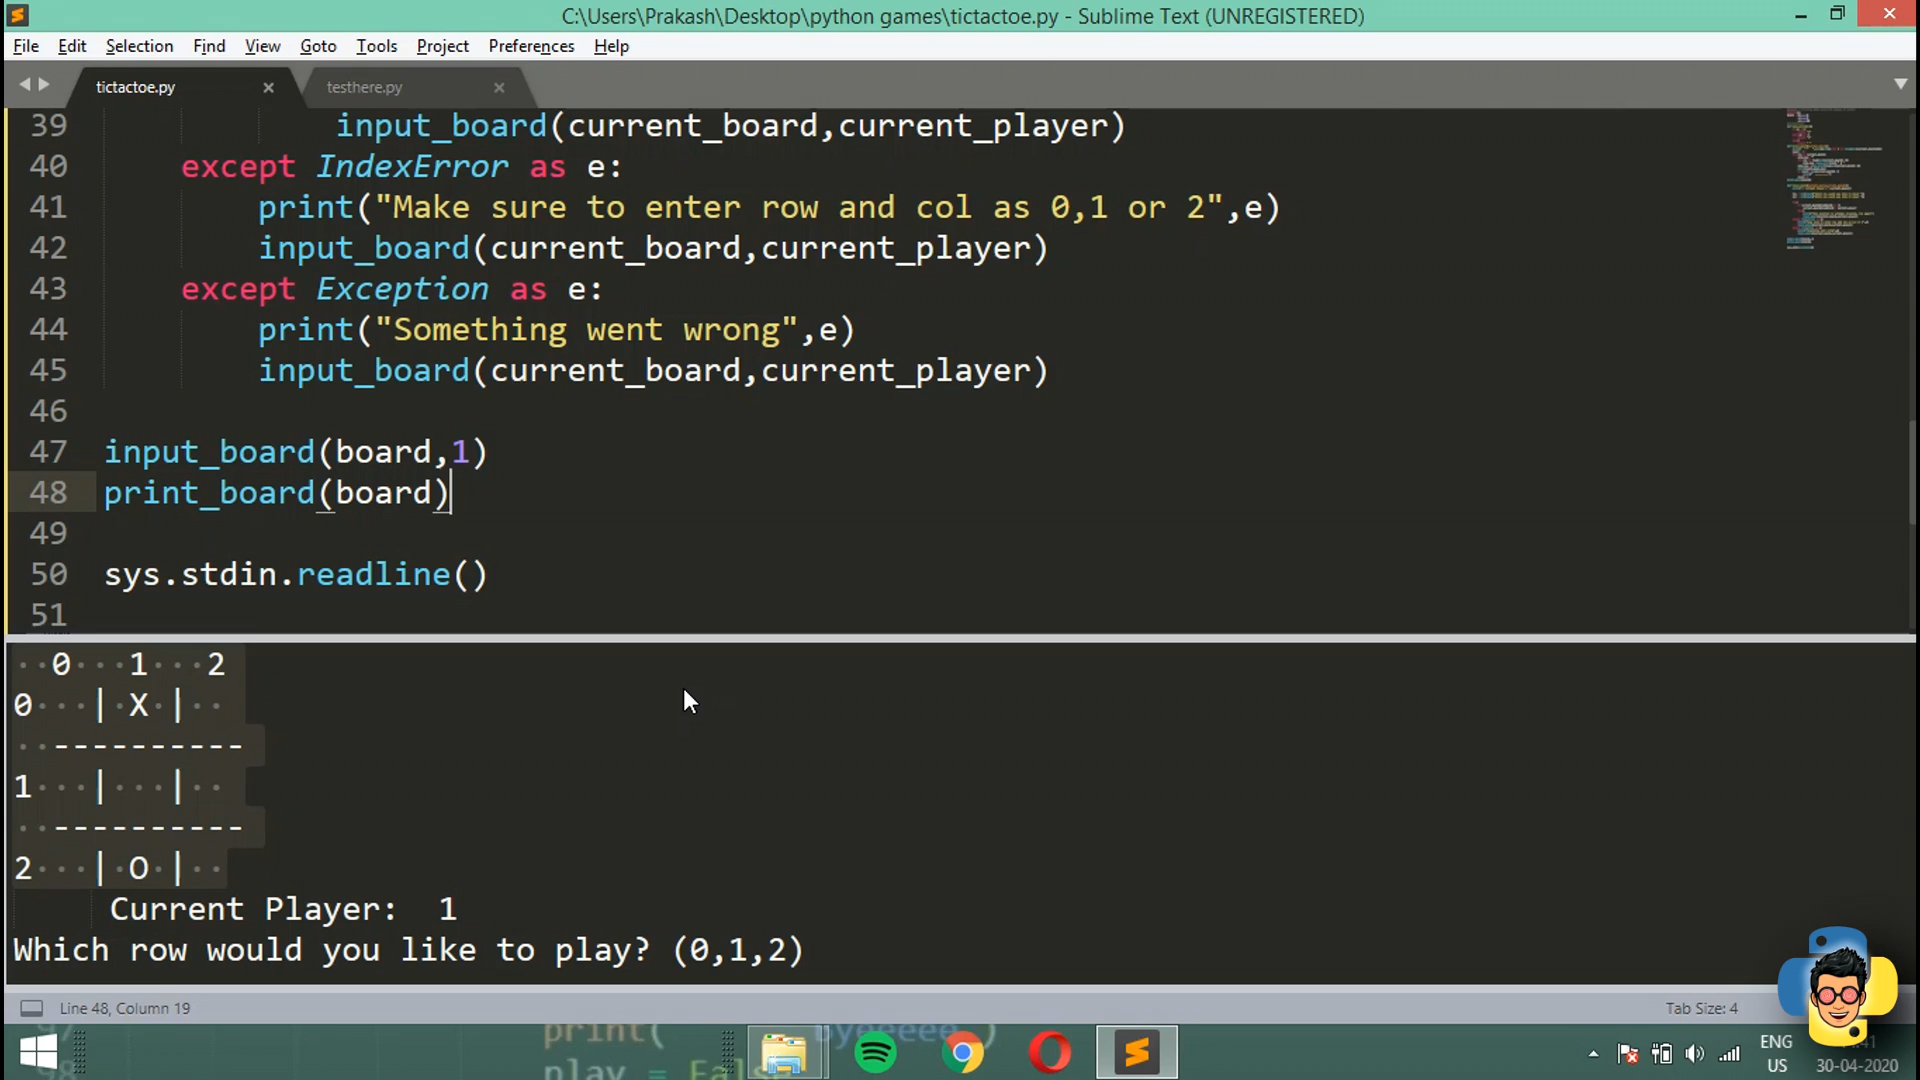 C:\Users\Prakash\Desktop\python games\tictactoe.py - Sublime Text (UNREGISTERED)
File Edit Selection Find View Goto Tools Project Preferences Help
tictactoe.py testhere.py
39 input_board(current_board,current_player)
40 except IndexError as e:
41 print("Make sure to enter row and col as 0,1 or 2",e)
42 input_board(current_board,current_player)
43 except Exception as e:
44 print("Something went wrong",e)
45 input_board(current_board,current_player)
46
47 input_board(board,1)
48 print_board(board)
49
50 sys.stdin.readline()
51
0 1 2
0 | X |
----------
1 | |
----------
2 | O |
Current Player: 1
Which row would you like to play? (0,1,2)
Line 48, Column 19
Tab Size: 4
print( Byeeeee )
play =
ENG
US
30-04-2020